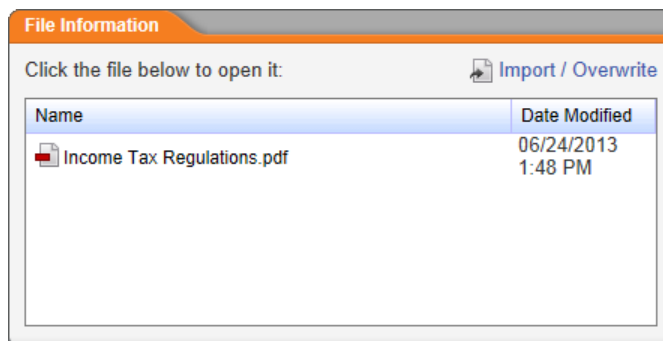 File Information
Click the file below to open it:
Import / Overwrite
Name
Date Modified
Income Tax Regulations.pdf
06/24/2013
1:48 PM